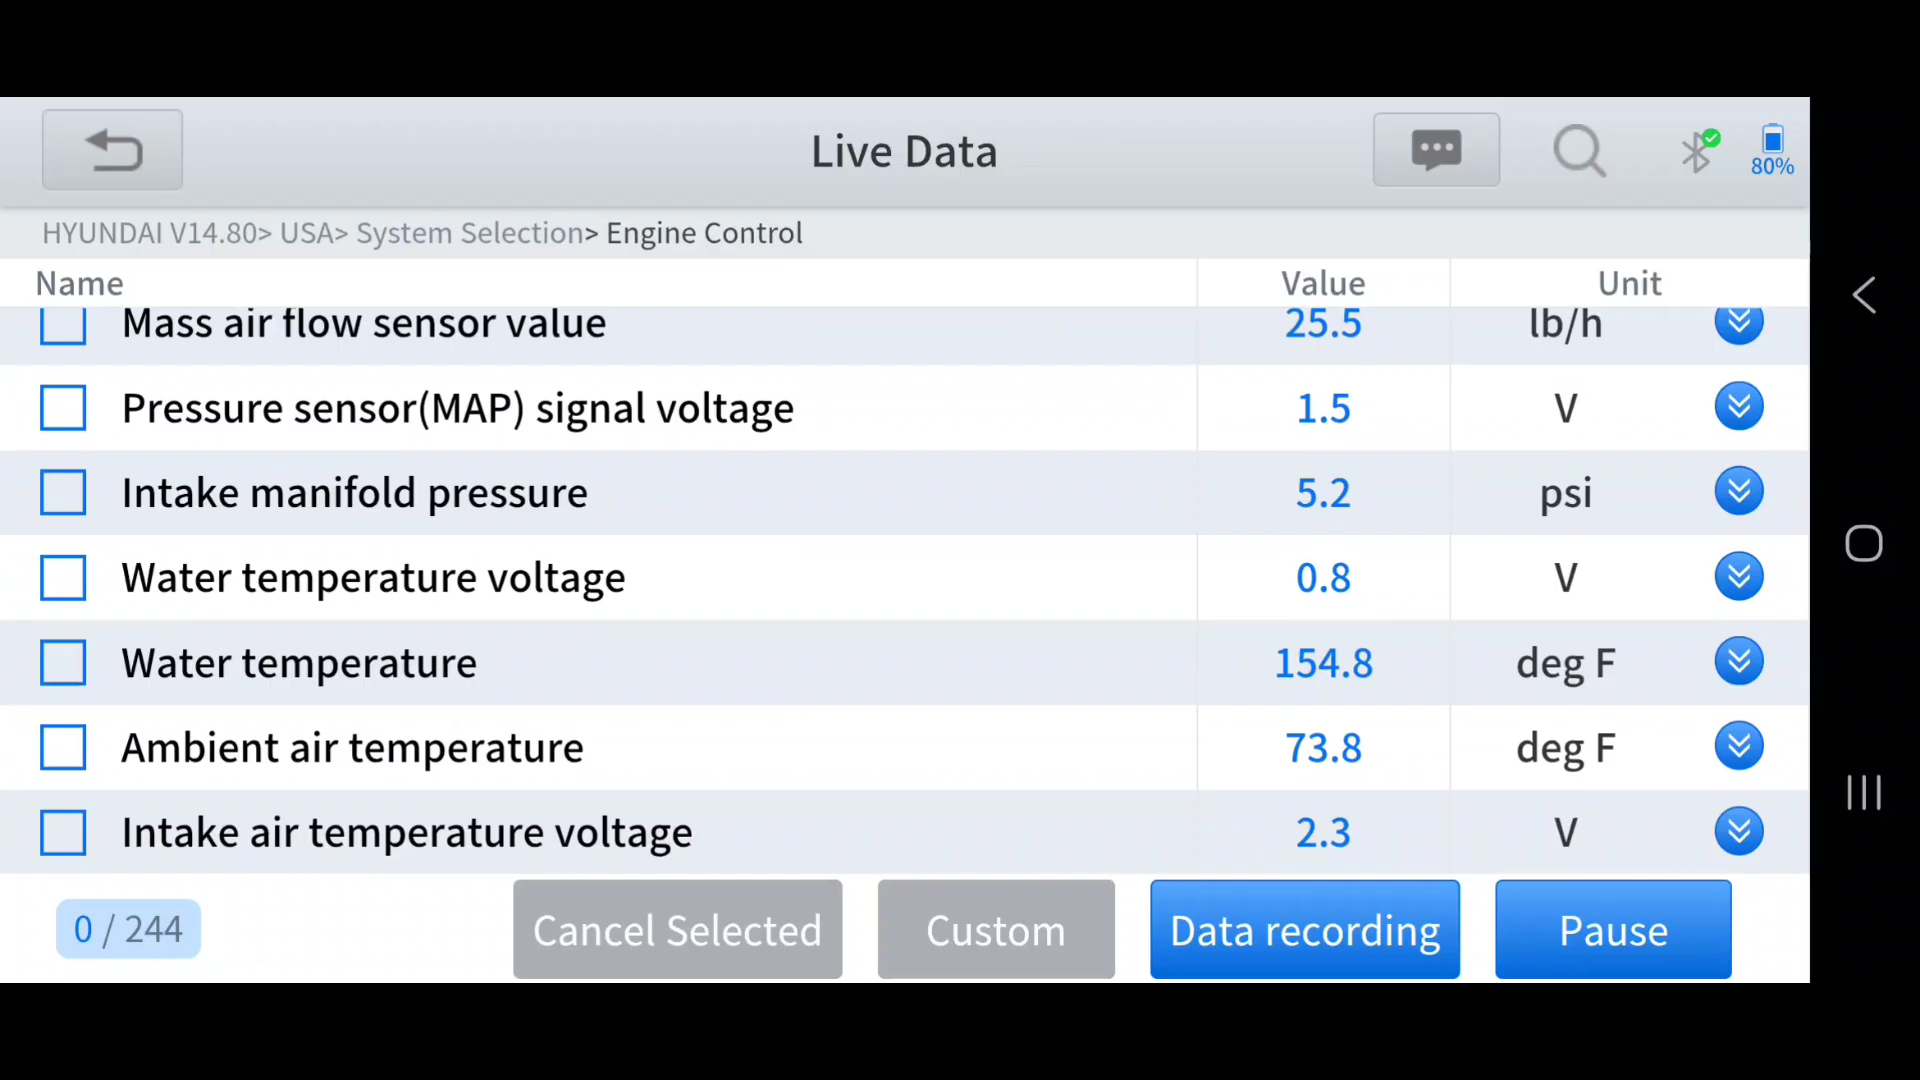 Live Data
80%
HYUNDAI V14.80> USA> System Selection> Engine Control
Name Value Unit
Mass air flow sensor value 25.5 lb/h
Pressure sensor(MAP) signal voltage 1.5 V
Intake manifold pressure 5.2 psi
Water temperature voltage 0.8 V
Water temperature 154.8 deg F
Ambient air temperature 73.8 deg F
Intake air temperature voltage 2.3 V
0 / 244 Cancel Selected Custom Data recording Pause